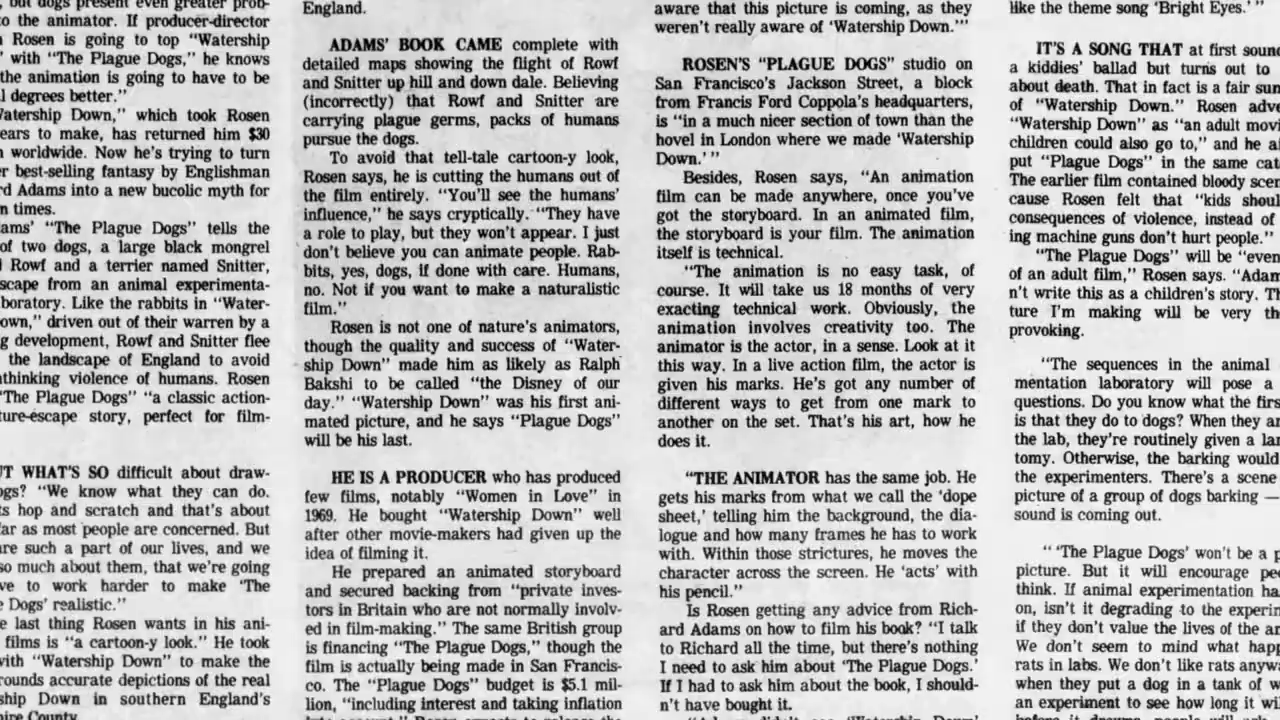 , but dogs present even greater prob-
o the animator. If producer-director
Rosen is going to top "Watership
with "The Plague Dogs," he knows
the animation is going to have to be
l degrees better."
atership Down," which took Rosen
ears to make, has returned him $30
worldwide. Now he's trying to turn
r best-selling fantasy by Englishman
rd Adams into a new bucolic myth for
n times.
ams' "The Plague Dogs" tells the
of two dogs, a large black mongrel
Rowf and a terrier named Snitter,
scape from an animal experimenta-
boratory. Like the rabbits in "Water-
own," driven out of their warren by a
g development, Rowf and Snitter flee
the landscape of England to avoid
thinking violence of humans. Rosen
"The Plague Dogs" "a classic action-
ture-escape story, perfect for film-
UT WHAT'S SO difficult about draw-
ogs? "We know what they can do.
ts hop and scratch and that's about
far as most people are concerned. But
are such a part of our lives, and we
so much about them, that we're going
ve to work harder to make 'The
e Dogs' realistic."
e last thing Rosen wants in his ani-
films is "a cartoon-y look." He took
with "Watership Down" to make the
rounds accurate depictions of the real
ship Down in southern England's
ire County.
England.
ADAMS' BOOK CAME complete with
detailed maps showing the flight of Rowf
and Snitter up hill and down dale. Believing
(incorrectly) that Rowf and Snitter are
carrying plague germs, packs of humans
pursue the dogs.
To avoid that tell-tale cartoon-y look,
Rosen says, he is cutting the humans out of
the film entirely. "You'll see the humans'
influence," he says cryptically. "They have
a role to play, but they won't appear. I just
don't believe you can animate people. Rab-
bits, yes, dogs, if done with care. Humans,
no. Not if you want to make a naturalistic
film."
Rosen is not one of nature's animators,
though the quality and success of "Water-
ship Down" made him as likely as Ralph
Bakshi to be called "the Disney of our
day." "Watership Down" was his first ani-
mated picture, and he says "Plague Dogs"
will be his last.
HE IS A PRODUCER who has produced
few films, notably "Women in Love" in
1969. He bought "Watership Down" well
after other movie-makers had given up the
idea of filming it.
He prepared an animated storyboard
and secured backing from "private inves-
tors in Britain who are not normally involv-
ed in film-making." The same British group
is financing "The Plague Dogs," though the
film is actually being made in San Francis-
co. The "Plague Dogs" budget is $5.1 mil-
lion, "including interest and taking inflation
aware that this picture is coming, as they
weren't really aware of 'Watership Down.'"
ROSEN'S "PLAGUE DOGS" studio on
San Francisco's Jackson Street, a block
from Francis Ford Coppola's headquarters,
is "in a much nicer section of town than the
hovel in London where we made 'Watership
Down.'"
Besides, Rosen says, "An animation
film can be made anywhere, once you've
got the storyboard. In an animated film,
the storyboard is your film. The animation
itself is technical.
"The animation is no easy task, of
course. It will take us 18 months of very
exacting technical work. Obviously, the
animation involves creativity too. The
animator is the actor, in a sense. Look at it
this way. In a live action film, the actor is
given his marks. He's got any number of
different ways to get from one mark to
another on the set. That's his art, how he
does it.
"THE ANIMATOR has the same job. He
gets his marks from what we call the 'dope
sheet,' telling him the background, the dia-
logue and how many frames he has to work
with. Within those strictures, he moves the
character across the screen. He 'acts' with
his pencil."
Is Rosen getting any advice from Rich-
ard Adams on how to film his book? "I talk
to Richard all the time, but there's nothing
I need to ask him about 'The Plague Dogs.'
If I had to ask him about the book, I should-
n't have bought it.
like the theme song 'Bright Eyes.'"
IT'S A SONG THAT at first soun
a kiddies' ballad but turns out to
about death. That in fact is a fair su
of "Watership Down." Rosen adv
"Watership Down" as "an adult movi
children could also go to," and he a
put "Plague Dogs" in the same cat
The earlier film contained bloody scen
cause Rosen felt that "kids shoul
consequences of violence, instead of
ing machine guns don't hurt people."
"The Plague Dogs" will be "even
of an adult film," Rosen says. "Adam
n't write this as a children's story. Th
ture I'm making will be very th
provoking.
"The sequences in the animal
mentation laboratory will pose a
questions. Do you know what the firs
is that they do to dogs? When they ar
the lab, they're routinely given a lar
tomy. Otherwise, the barking would
the experimenters. There's a scene
picture of a group of dogs barking —
sound is coming out.
"'The Plague Dogs' won't be a p
picture. But it will encourage pe
think. If animal experimentation ha
on, isn't it degrading to the experin
if they don't value the lives of the an
We don't seem to mind what happ
rats in labs. We don't like rats anywa
when they put a dog in a tank of w
an experiment to see how long it wi